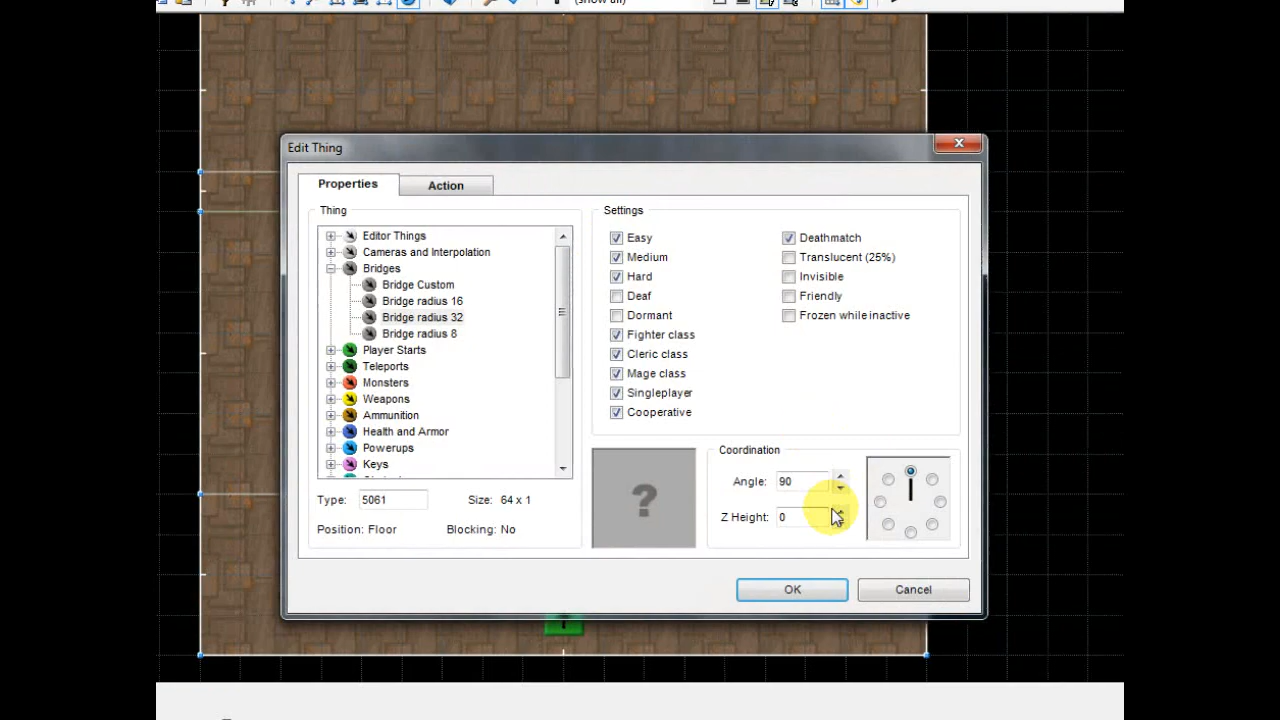 (show all)
Edit Thing
Properties
Action
Thing
Editor Things
Cameras and Interpolation
Bridges
Bridge Custom
Bridge radius 16
Bridge radius 32
Bridge radius 8
Player Starts
Teleports
Monsters
Weapons
Ammunition
Health and Armor
Powerups
Keys
Type: 5061 Size: 64 x 1
Position: Floor Blocking: No
Settings
Easy
Medium
Hard
Deaf
Dormant
Fighter class
Cleric class
Mage class
Singleplayer
Cooperative
Deathmatch
Translucent (25%)
Invisible
Friendly
Frozen while inactive
?
Coordination
Angle: 90
Z Height: 0
OK
Cancel